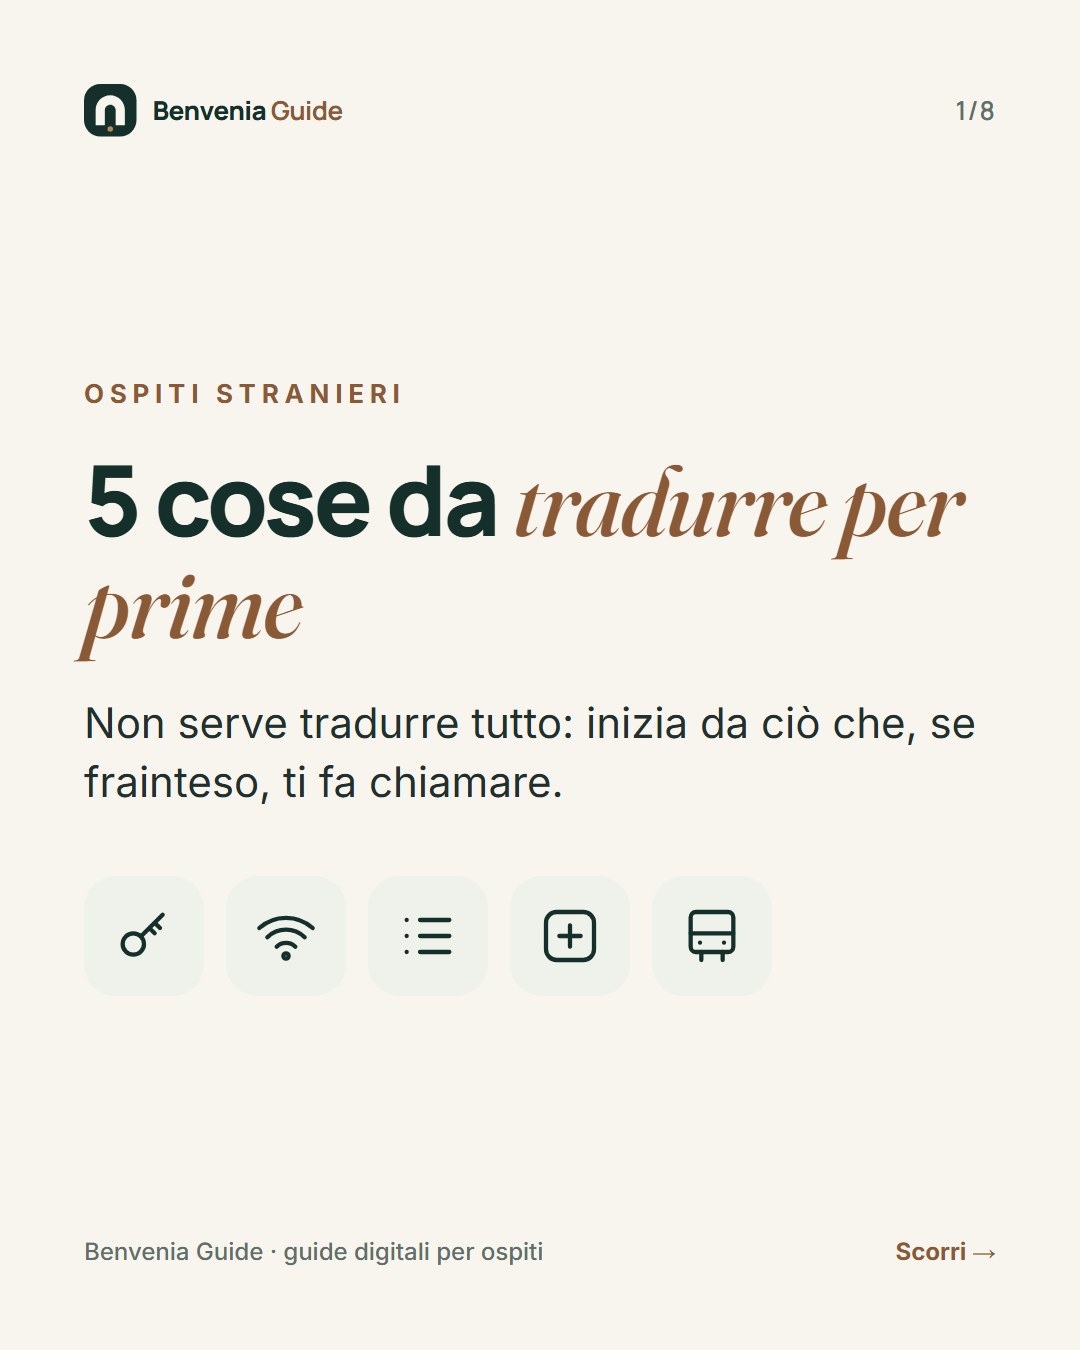 Benvenia Guide
1/8
OSPITI STRANIERI
5 cose da tradurre per
prime
Non serve tradurre tutto: inizia da ciò che, se
frainteso, ti fa chiamare.
Benvenia Guide · guide digitali per ospiti
Scorri →